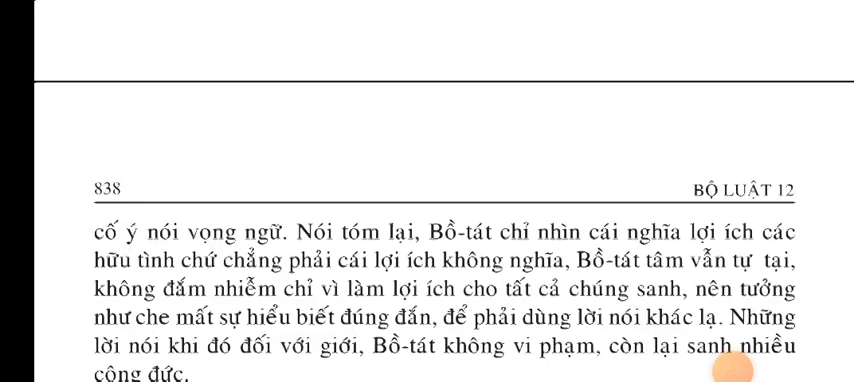 838
BỘ LUẬT 12
cố ý nói vọng ngữ. Nói tóm lại, Bồ-tát chỉ nhìn cái nghĩa lợi ích các
hữu tình chứ chẳng phải cái lợi ích không nghĩa, Bồ-tát tâm vẫn tự tại,
không đắm nhiễm chỉ vì làm lợi ích cho tất cả chúng sanh, nên tưởng
như che mất sự hiểu biết đúng đắn, để phải dùng lời nói khác lạ. Những
lời nói khi đó đối với giới, Bồ-tát không vi phạm, còn lại sanh nhiều
công đức.